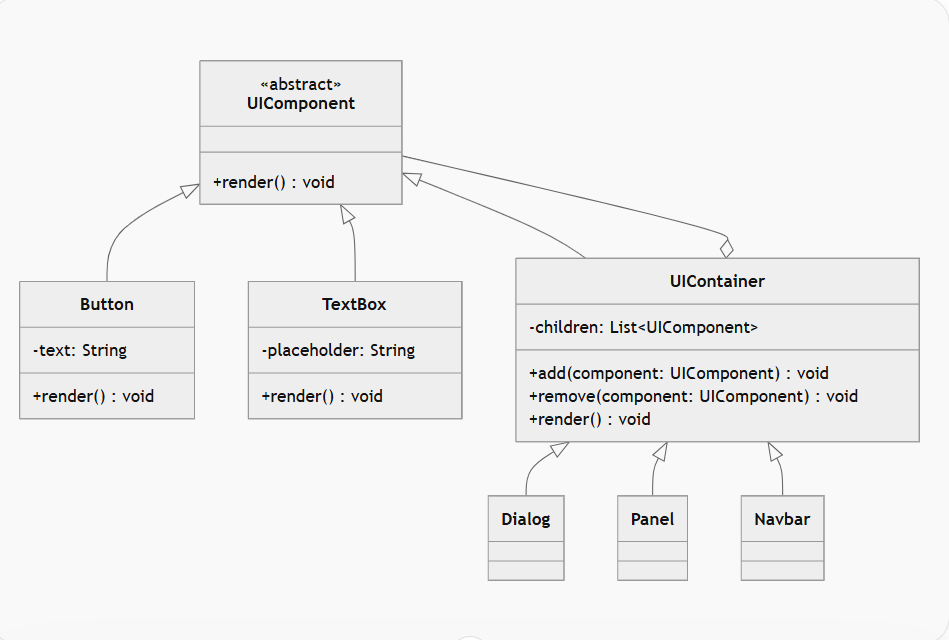 «abstract»
UIComponent
+render() : void
Button
-text: String
+render() : void
TextBox
-placeholder: String
+render() : void
UIContainer
-children: List<UIComponent>
+add(component: UIComponent) : void
+remove(component: UIComponent) : void
+render() : void
Dialog
Panel
Navbar